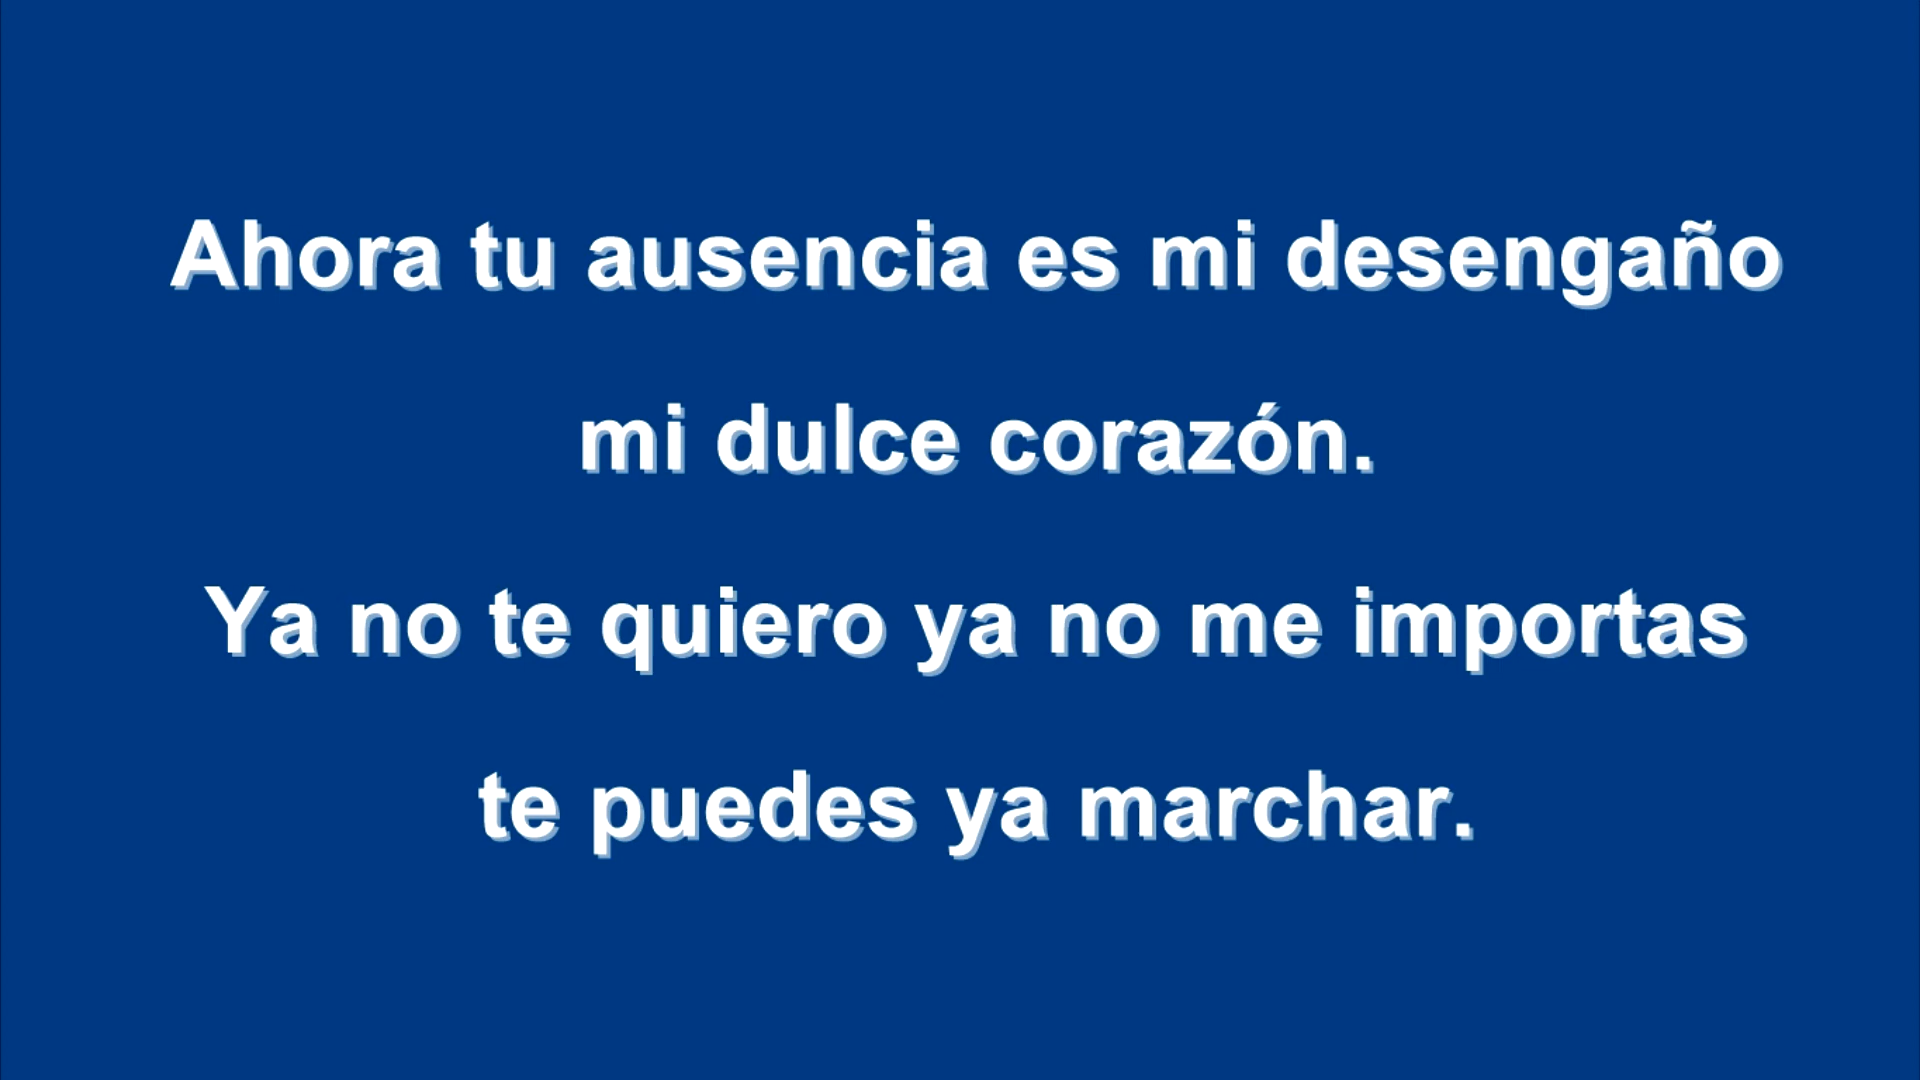 Ahora tu ausencia es mi desengaño
mi dulce corazón.
Ya no te quiero ya no me importas
te puedes ya marchar.